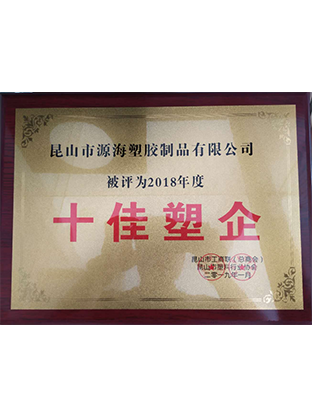 昆山市源海塑胶制品有限公司
被评为2018年度
十佳塑企
昆山市工商联（总商会）
昆山市塑料行业协会
二零一九年一月